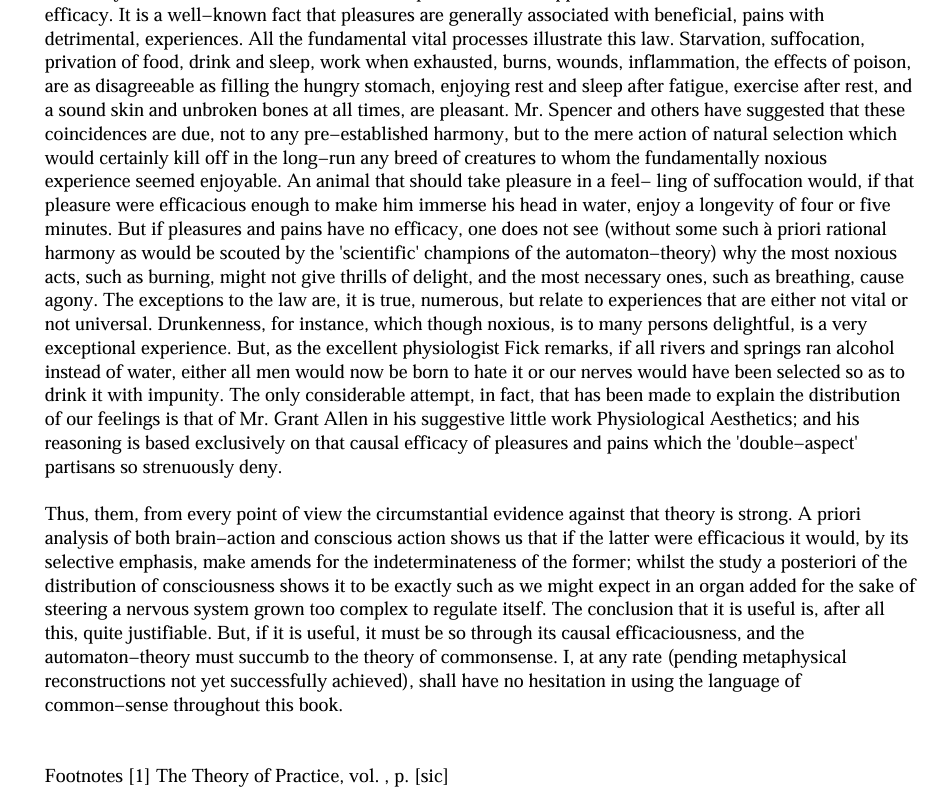 efficacy. It is a well−known fact that pleasures are generally associated with beneficial, pains with
detrimental, experiences. All the fundamental vital processes illustrate this law. Starvation, suffocation,
privation of food, drink and sleep, work when exhausted, burns, wounds, inflammation, the effects of poison,
are as disagreeable as filling the hungry stomach, enjoying rest and sleep after fatigue, exercise after rest, and
a sound skin and unbroken bones at all times, are pleasant. Mr. Spencer and others have suggested that these
coincidences are due, not to any pre−established harmony, but to the mere action of natural selection which
would certainly kill off in the long−run any breed of creatures to whom the fundamentally noxious
experience seemed enjoyable. An animal that should take pleasure in a feel− ling of suffocation would, if that
pleasure were efficacious enough to make him immerse his head in water, enjoy a longevity of four or five
minutes. But if pleasures and pains have no efficacy, one does not see (without some such à priori rational
harmony as would be scouted by the 'scientific' champions of the automaton−theory) why the most noxious
acts, such as burning, might not give thrills of delight, and the most necessary ones, such as breathing, cause
agony. The exceptions to the law are, it is true, numerous, but relate to experiences that are either not vital or
not universal. Drunkenness, for instance, which though noxious, is to many persons delightful, is a very
exceptional experience. But, as the excellent physiologist Fick remarks, if all rivers and springs ran alcohol
instead of water, either all men would now be born to hate it or our nerves would have been selected so as to
drink it with impunity. The only considerable attempt, in fact, that has been made to explain the distribution
of our feelings is that of Mr. Grant Allen in his suggestive little work Physiological Aesthetics; and his
reasoning is based exclusively on that causal efficacy of pleasures and pains which the 'double−aspect'
partisans so strenuously deny.
Thus, them, from every point of view the circumstantial evidence against that theory is strong. A priori
analysis of both brain−action and conscious action shows us that if the latter were efficacious it would, by its
selective emphasis, make amends for the indeterminateness of the former; whilst the study a posteriori of the
distribution of consciousness shows it to be exactly such as we might expect in an organ added for the sake of
steering a nervous system grown too complex to regulate itself. The conclusion that it is useful is, after all
this, quite justifiable. But, if it is useful, it must be so through its causal efficaciousness, and the
automaton−theory must succumb to the theory of commonsense. I, at any rate (pending metaphysical
reconstructions not yet successfully achieved), shall have no hesitation in using the language of
common−sense throughout this book.
Footnotes [1] The Theory of Practice, vol. , p. [sic]